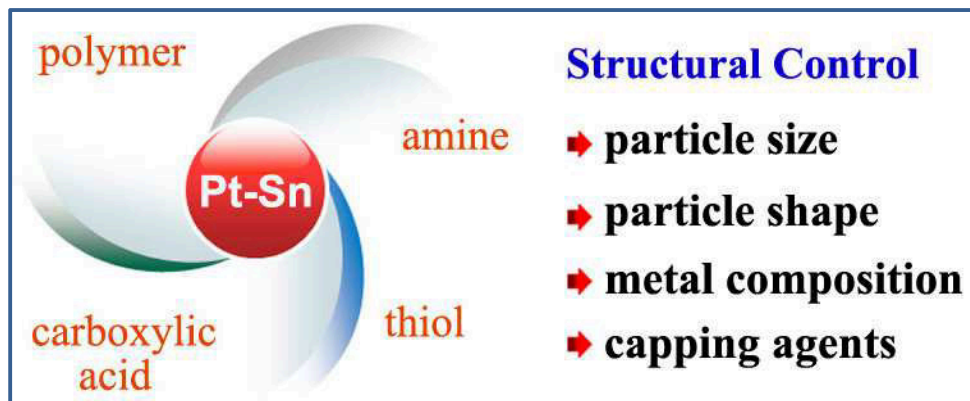 polymer
amine
Pt-Sn
carboxylic
acid
thiol
Structural Control
particle size
particle shape
metal composition
capping agents